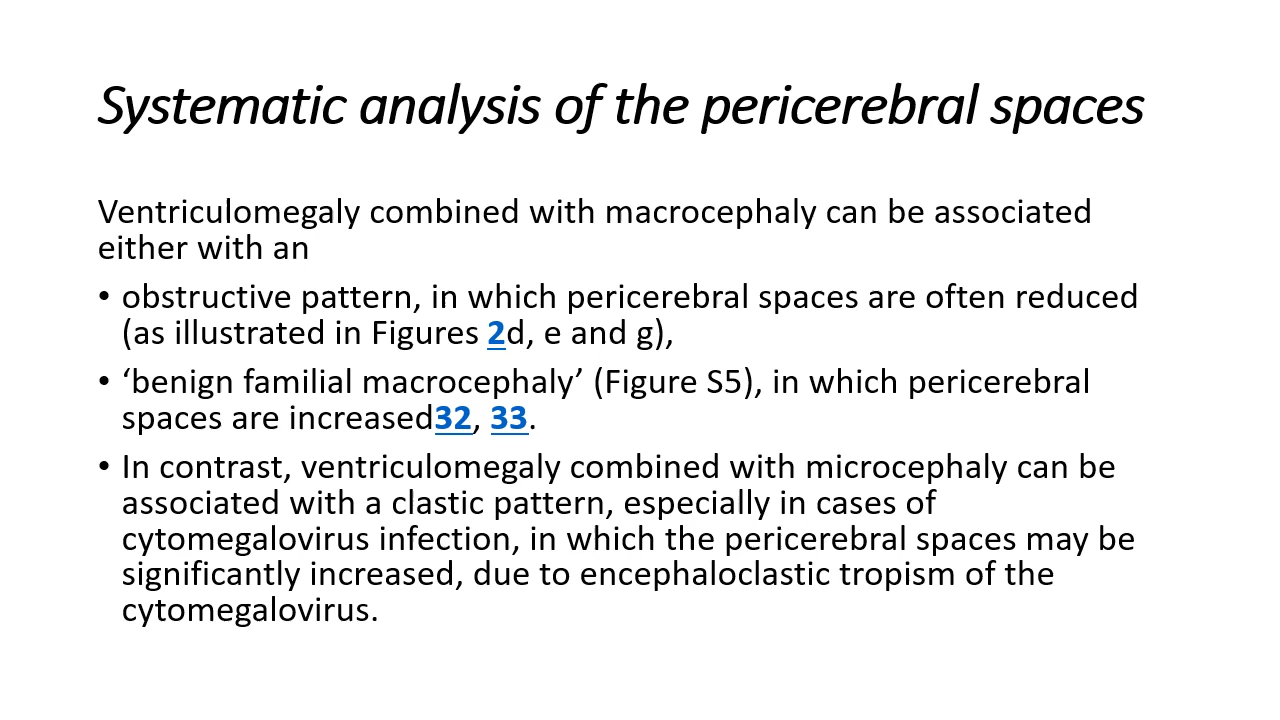 Systematic analysis of the pericerebral spaces
Ventriculomegaly combined with macrocephaly can be associated
either with an
• obstructive pattern, in which pericerebral spaces are often reduced
(as illustrated in Figures 2d, e and g),
• ‘benign familial macrocephaly’ (Figure S5), in which pericerebral
spaces are increased32, 33.
• In contrast, ventriculomegaly combined with microcephaly can be
associated with a clastic pattern, especially in cases of
cytomegalovirus infection, in which the pericerebral spaces may be
significantly increased, due to encephaloclastic tropism of the
cytomegalovirus.